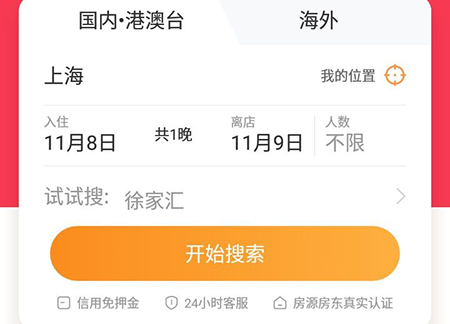 国内·港澳台 海外
上海 我的位置
入住 离店 人数
11月8日 共1晚 11月9日 不限
试试搜: 徐家汇
开始搜索
信用免押金 24小时客服 房源房东真实认证